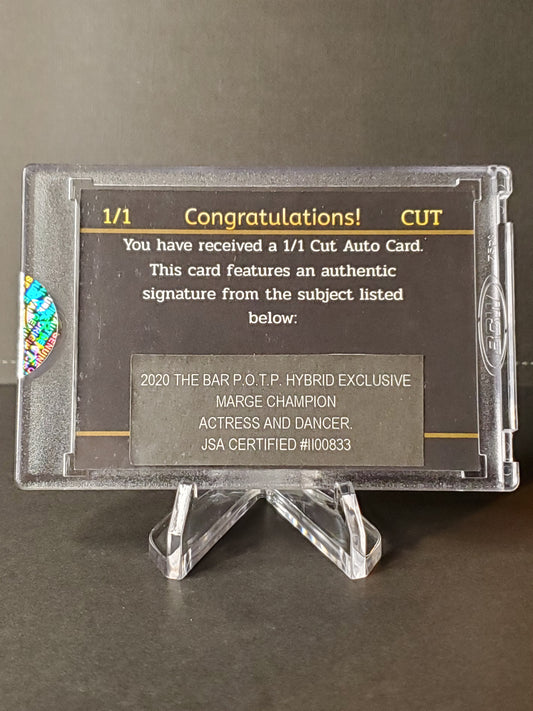 1/1 Congratulations! CUT
You have received a 1/1 Cut Auto Card.
This card features an authentic
signature from the subject listed
below:
2020 THE BAR P.O.T.P. HYBRID EXCLUSIVE
MARGE CHAMPION
ACTRESS AND DANCER.
JSA CERTIFIED #II00833
BCW